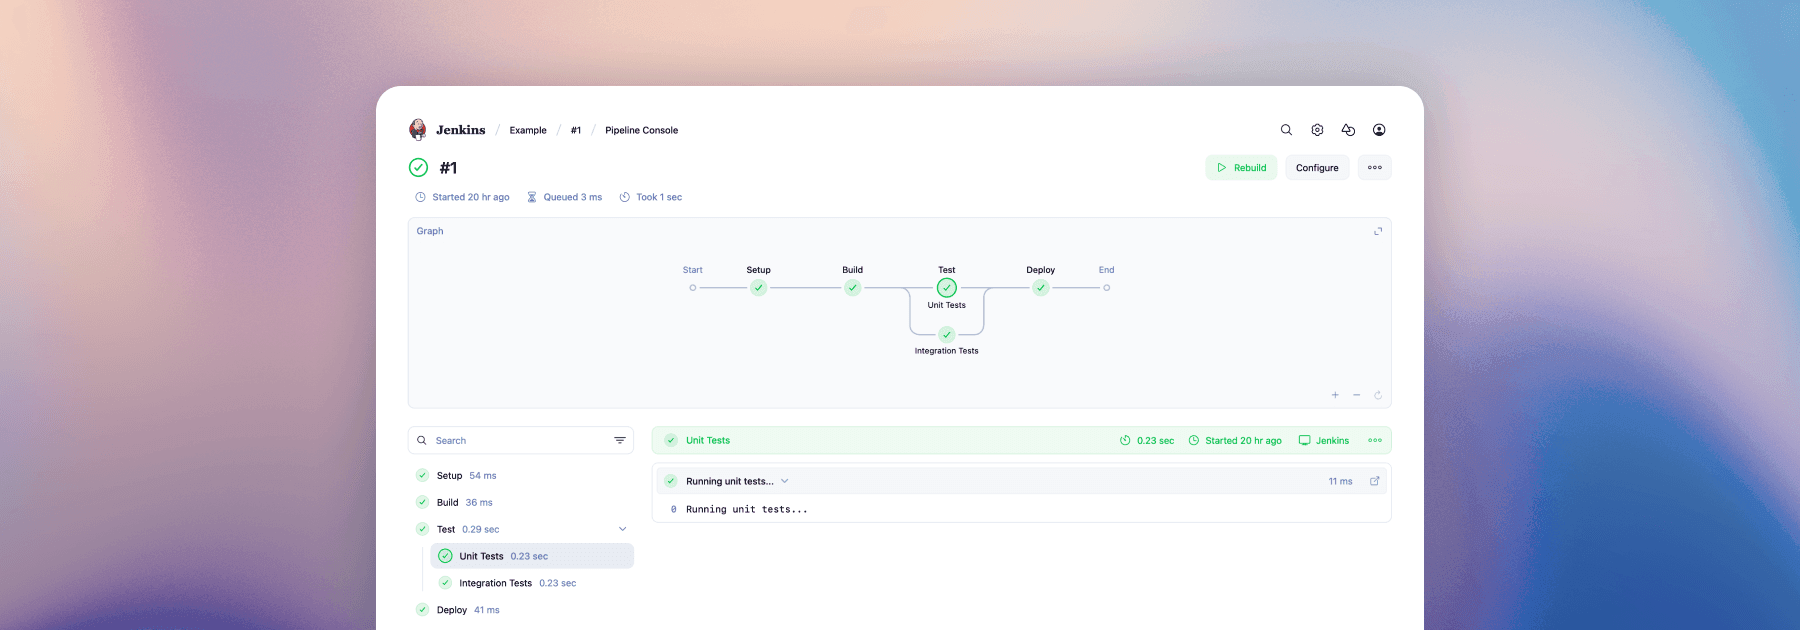 Jenkins / Example / #1 / Pipeline Console
#1
Rebuild Configure
Started 20 hr ago Queued 3 ms Took 1 sec
Graph
Start Setup Build Test Deploy End
Unit Tests
Integration Tests
Search
Setup 54 ms
Build 36 ms
Test 0.29 sec
Unit Tests 0.23 sec
Integration Tests 0.23 sec
Deploy 41 ms
Unit Tests 0.23 sec Started 20 hr ago Jenkins
Running unit tests... 11 ms
0 Running unit tests...